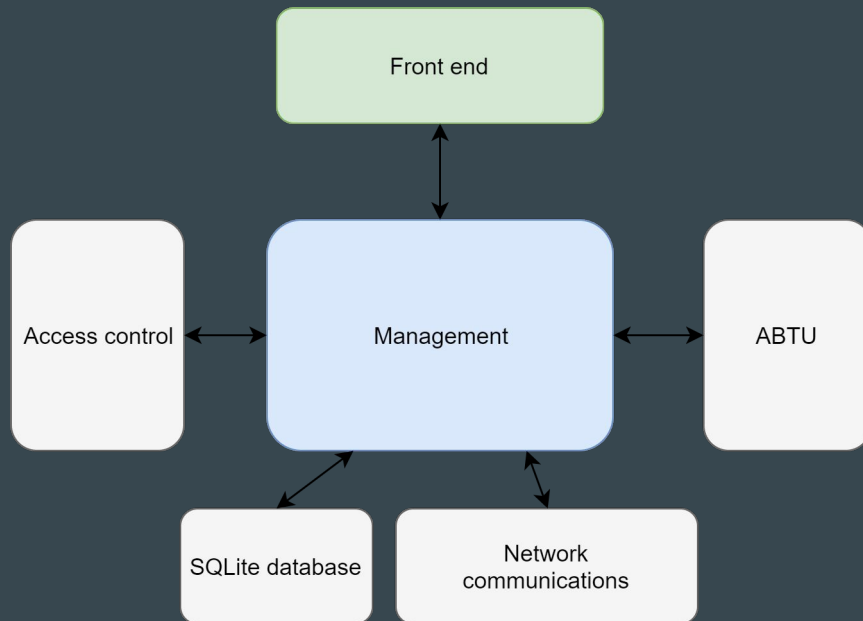 Front end
Access control
Management
ABTU
SQLite database
Network
communications